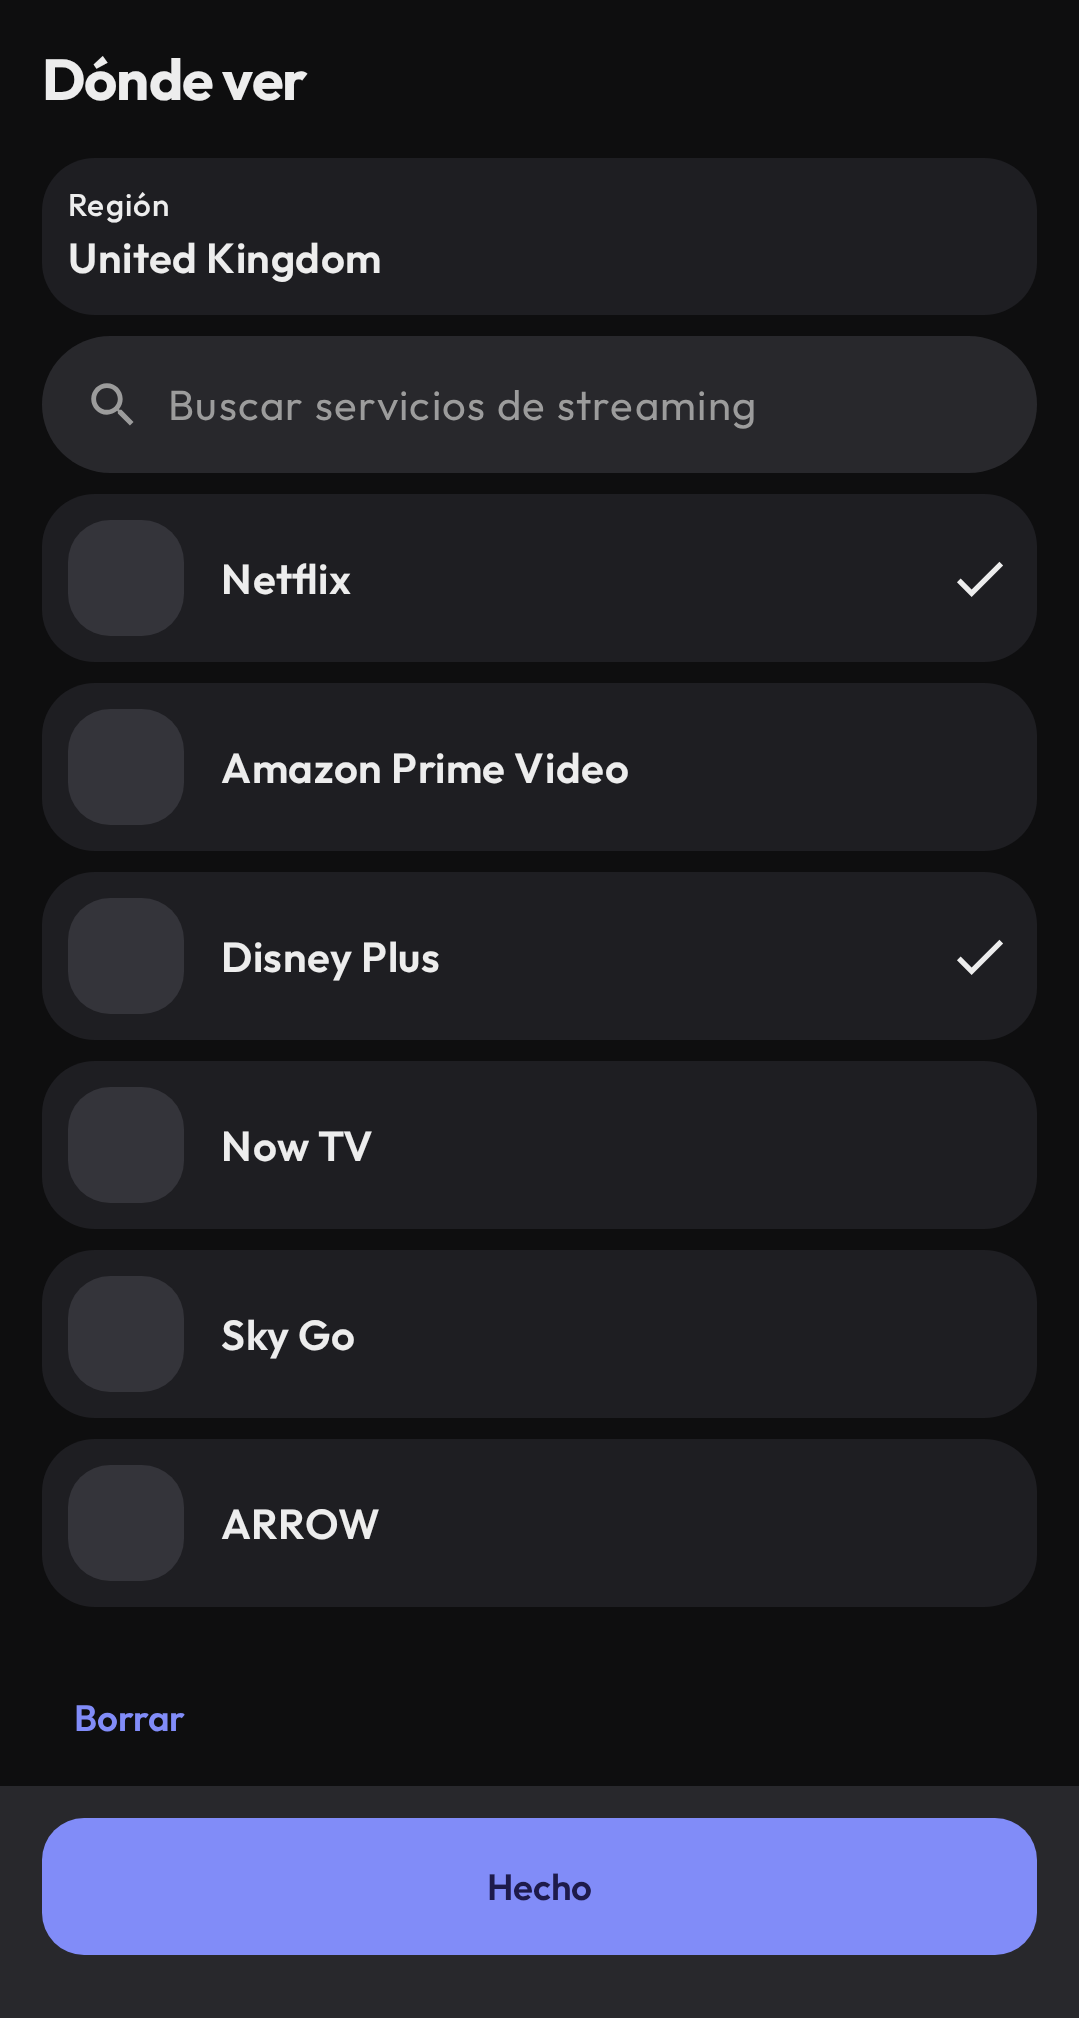 Dónde ver
Región
United Kingdom
Buscar servicios de streaming
Netflix
Amazon Prime Video
Disney Plus
Now TV
Sky Go
ARROW
Borrar
Hecho